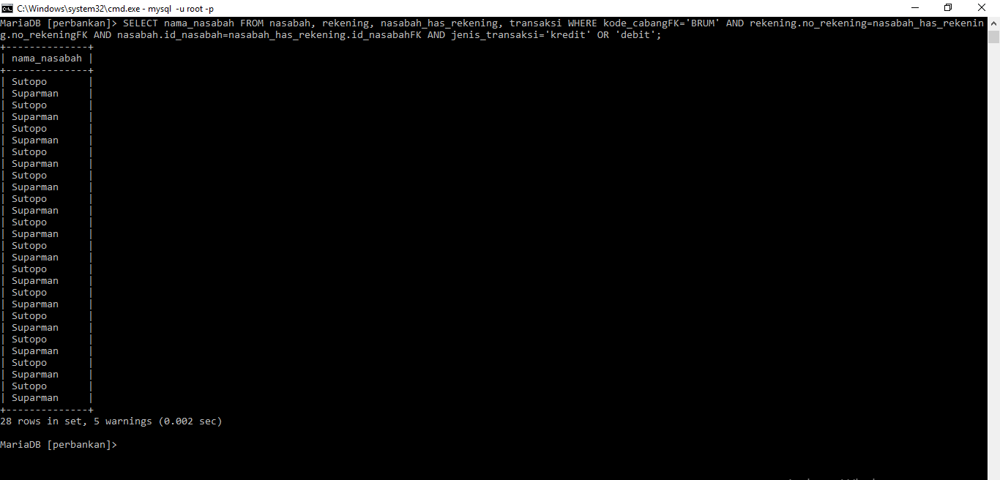 C:\Windows\system32\cmd.exe - mysql  -u root -p
MariaDB [perbankan]> SELECT nama_nasabah FROM nasabah, rekening, nasabah_has_rekening, transaksi WHERE kode_cabangFK='BRUM' AND rekening.no_rekening=nasabah_has_rekenin
g.no_rekeningFK AND nasabah.id_nasabah=nasabah_has_rekening.id_nasabahFK AND jenis_transaksi='kredit' OR 'debit';
+--------------+
| nama_nasabah |
+--------------+
| Sutopo       |
| Suparman     |
| Sutopo       |
| Suparman     |
| Sutopo       |
| Suparman     |
| Sutopo       |
| Suparman     |
| Sutopo       |
| Suparman     |
| Sutopo       |
| Suparman     |
| Sutopo       |
| Suparman     |
| Sutopo       |
| Suparman     |
| Sutopo       |
| Suparman     |
| Sutopo       |
| Suparman     |
| Sutopo       |
| Suparman     |
| Sutopo       |
| Suparman     |
| Sutopo       |
| Suparman     |
| Sutopo       |
| Suparman     |
+--------------+
28 rows in set, 5 warnings (0.002 sec)
MariaDB [perbankan]>